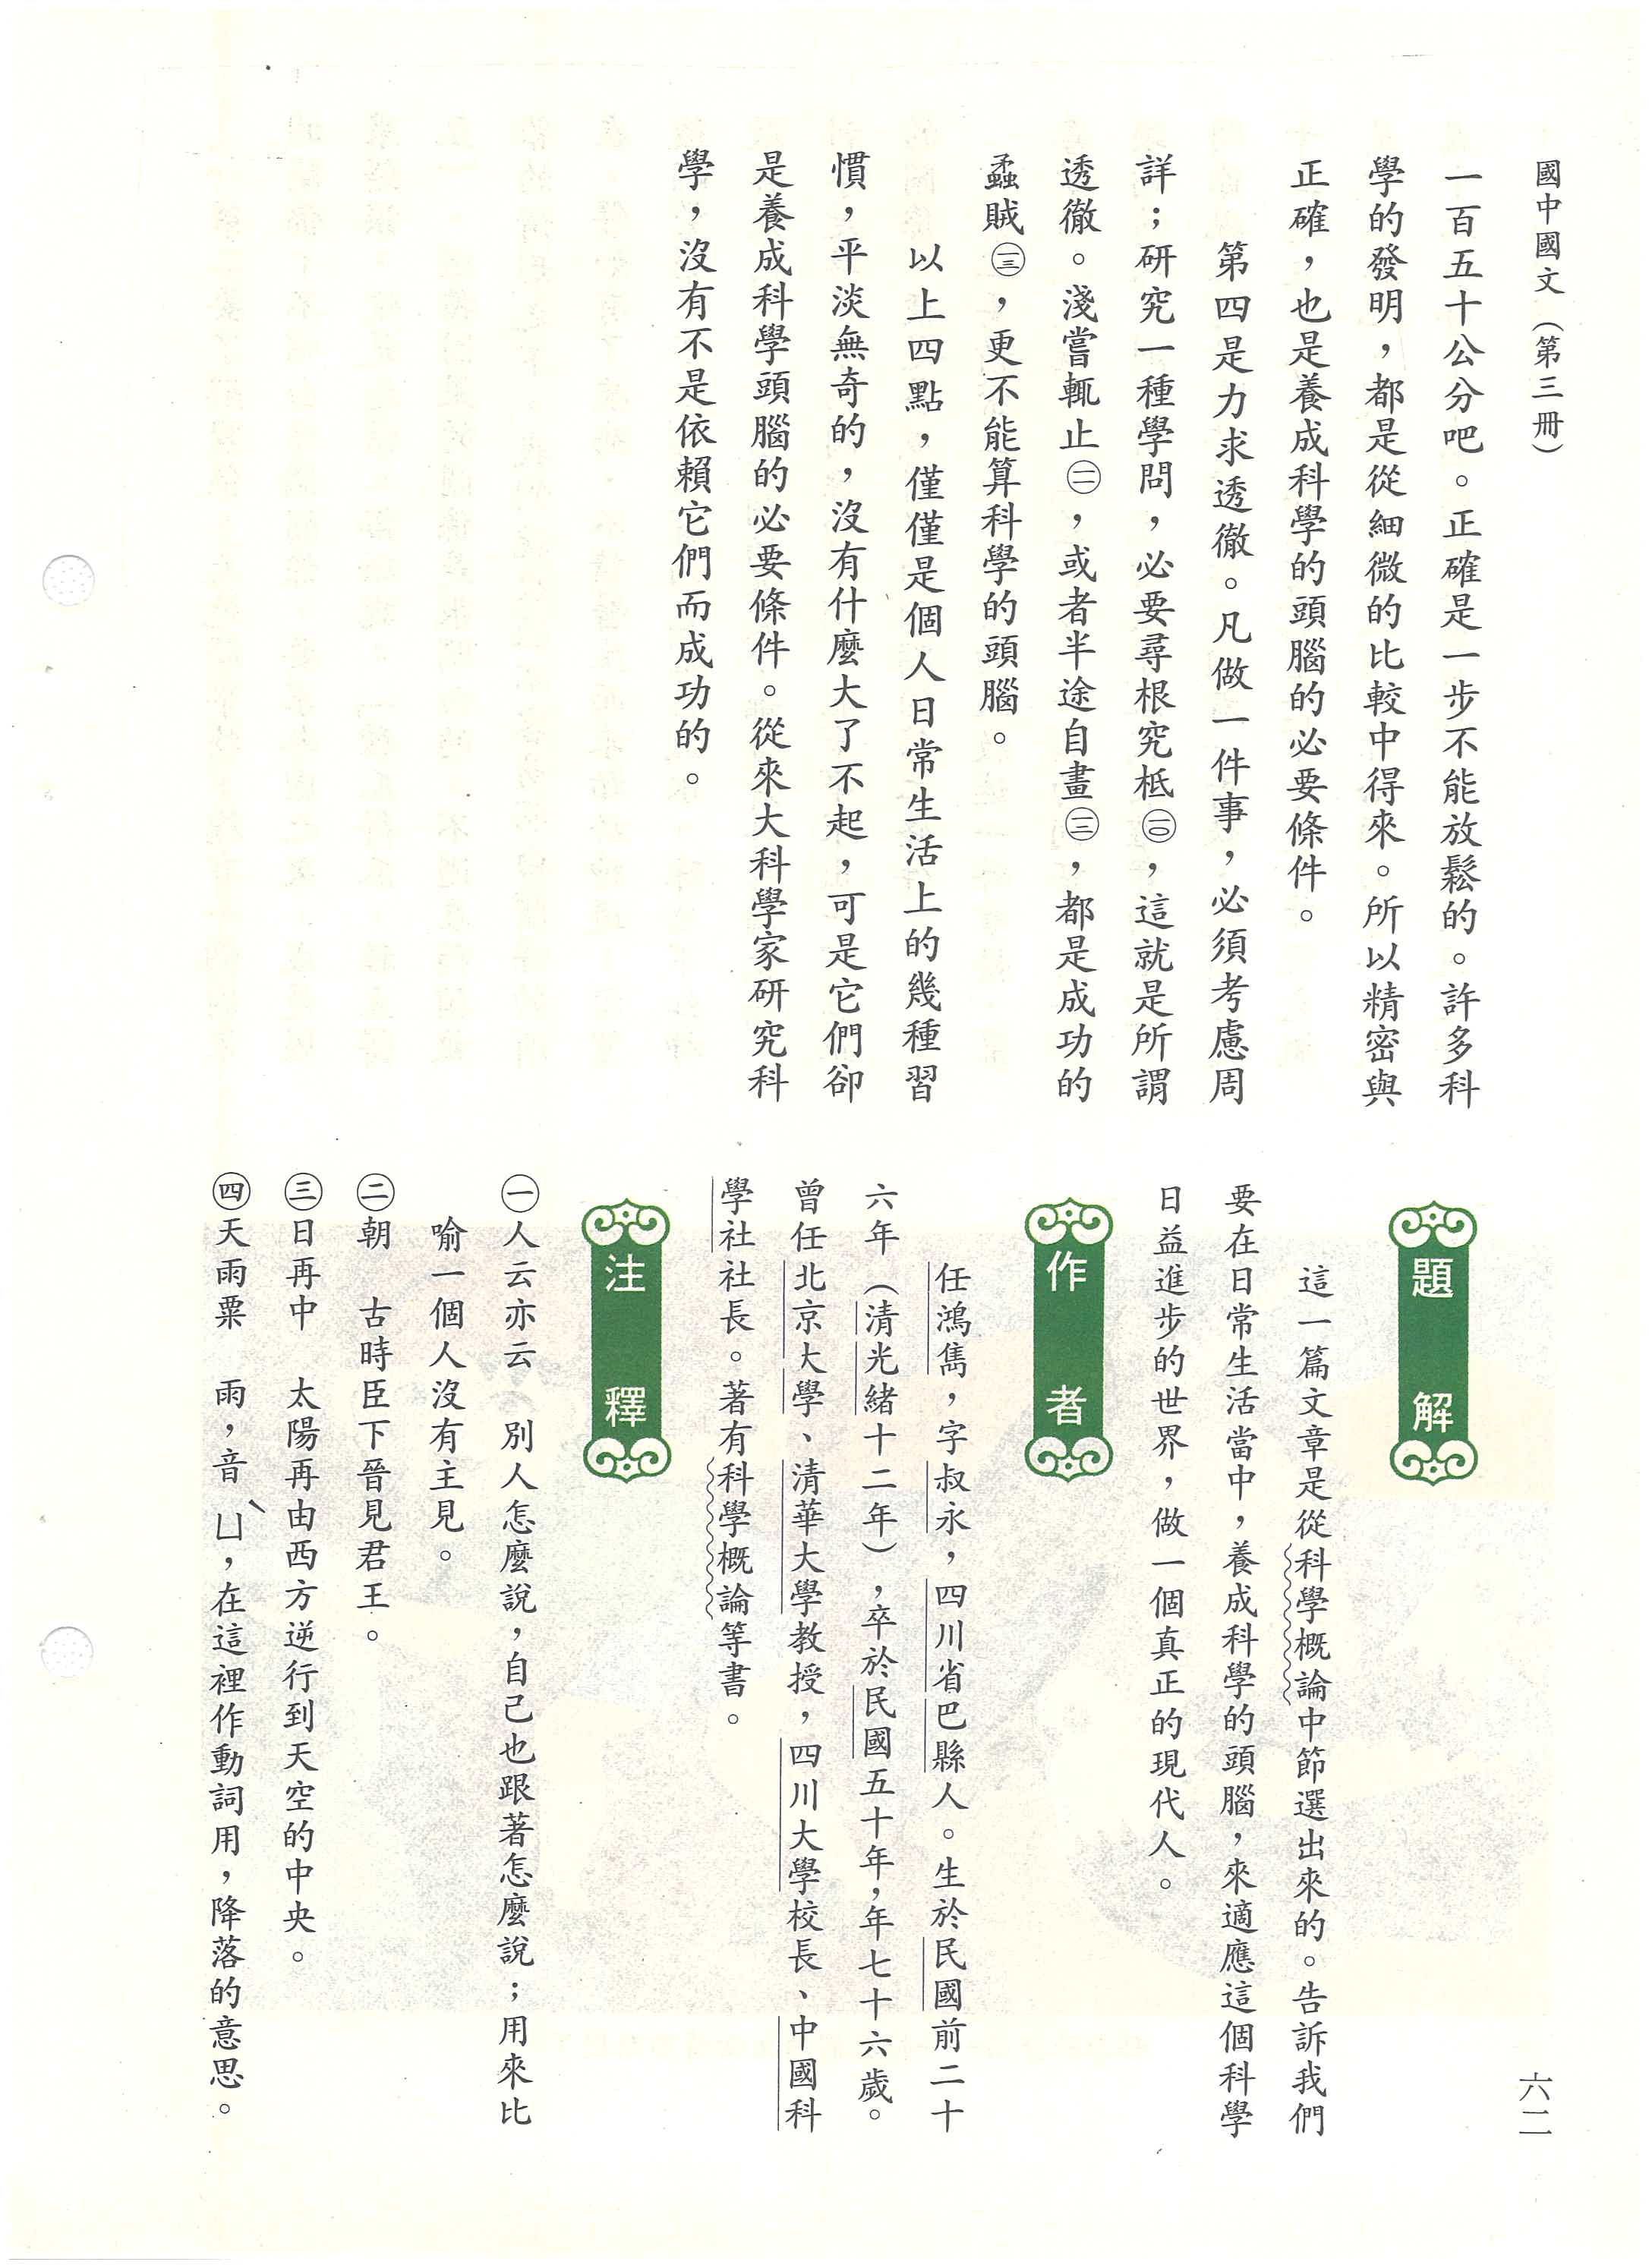 國中國文（第三冊）
一百五十公分吧。正確是一步不能放鬆的。許多科
學的發明，都是從細微的比較中得來。所以精密與
正確，也是養成科學的頭腦的必要條件。
第四是力求透徹。凡做一件事，必須考慮周
詳；研究一種學問，必要尋根究柢㊀〇，這就是所謂
透徹。淺嘗輒止㊀一，或者半途自畫㊀二，都是成功的
蟊賊㊀三，更不能算科學的頭腦。
以上四點，僅僅是個人日常生活上的幾種習
慣，平淡無奇的，沒有什麼大了不起，可是它們卻
是養成科學頭腦的必要條件。從來大科學家研究科
學，沒有不是依賴它們而成功的。
題解
這一篇文章是從科學概論中節選出來的。告訴我們
要在日常生活當中，養成科學的頭腦，來適應這個科學
日益進步的世界，做一個真正的現代人。
作者
任鴻雋，字叔永，四川省巴縣人。生於民國前二十
六年（清光緒十二年），卒於民國五十年，年七十六歲。
曾任北京大學、清華大學教授，四川大學校長、中國科
學社社長。著有科學概論等書。
注釋
㊀人云亦云　別人怎麼說，自己也跟著怎麼說；用來比
喻一個人沒有主見。
㊁朝　古時臣下晉見君王。
㊂日再中　太陽再由西方逆行到天空的中央。
㊃天雨粟　雨，音ㄩˋ，在這裡作動詞用，降落的意思。
六二